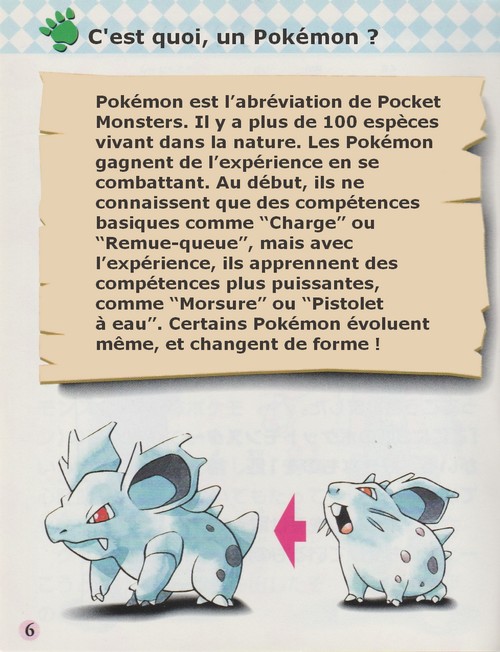 C'est quoi, un Pokémon ?
Pokémon est l’abréviation de Pocket
Monsters. Il y a plus de 100 espèces
vivant dans la nature. Les Pokémon
gagnent de l’expérience en se
combattant. Au début, ils ne
connaissent que des compétences
basiques comme “Charge” ou
“Remue-queue”, mais avec
l’expérience, ils apprennent des
compétences plus puissantes,
comme “Morsure” ou “Pistolet
à eau”. Certains Pokémon évoluent
même, et changent de forme !
6